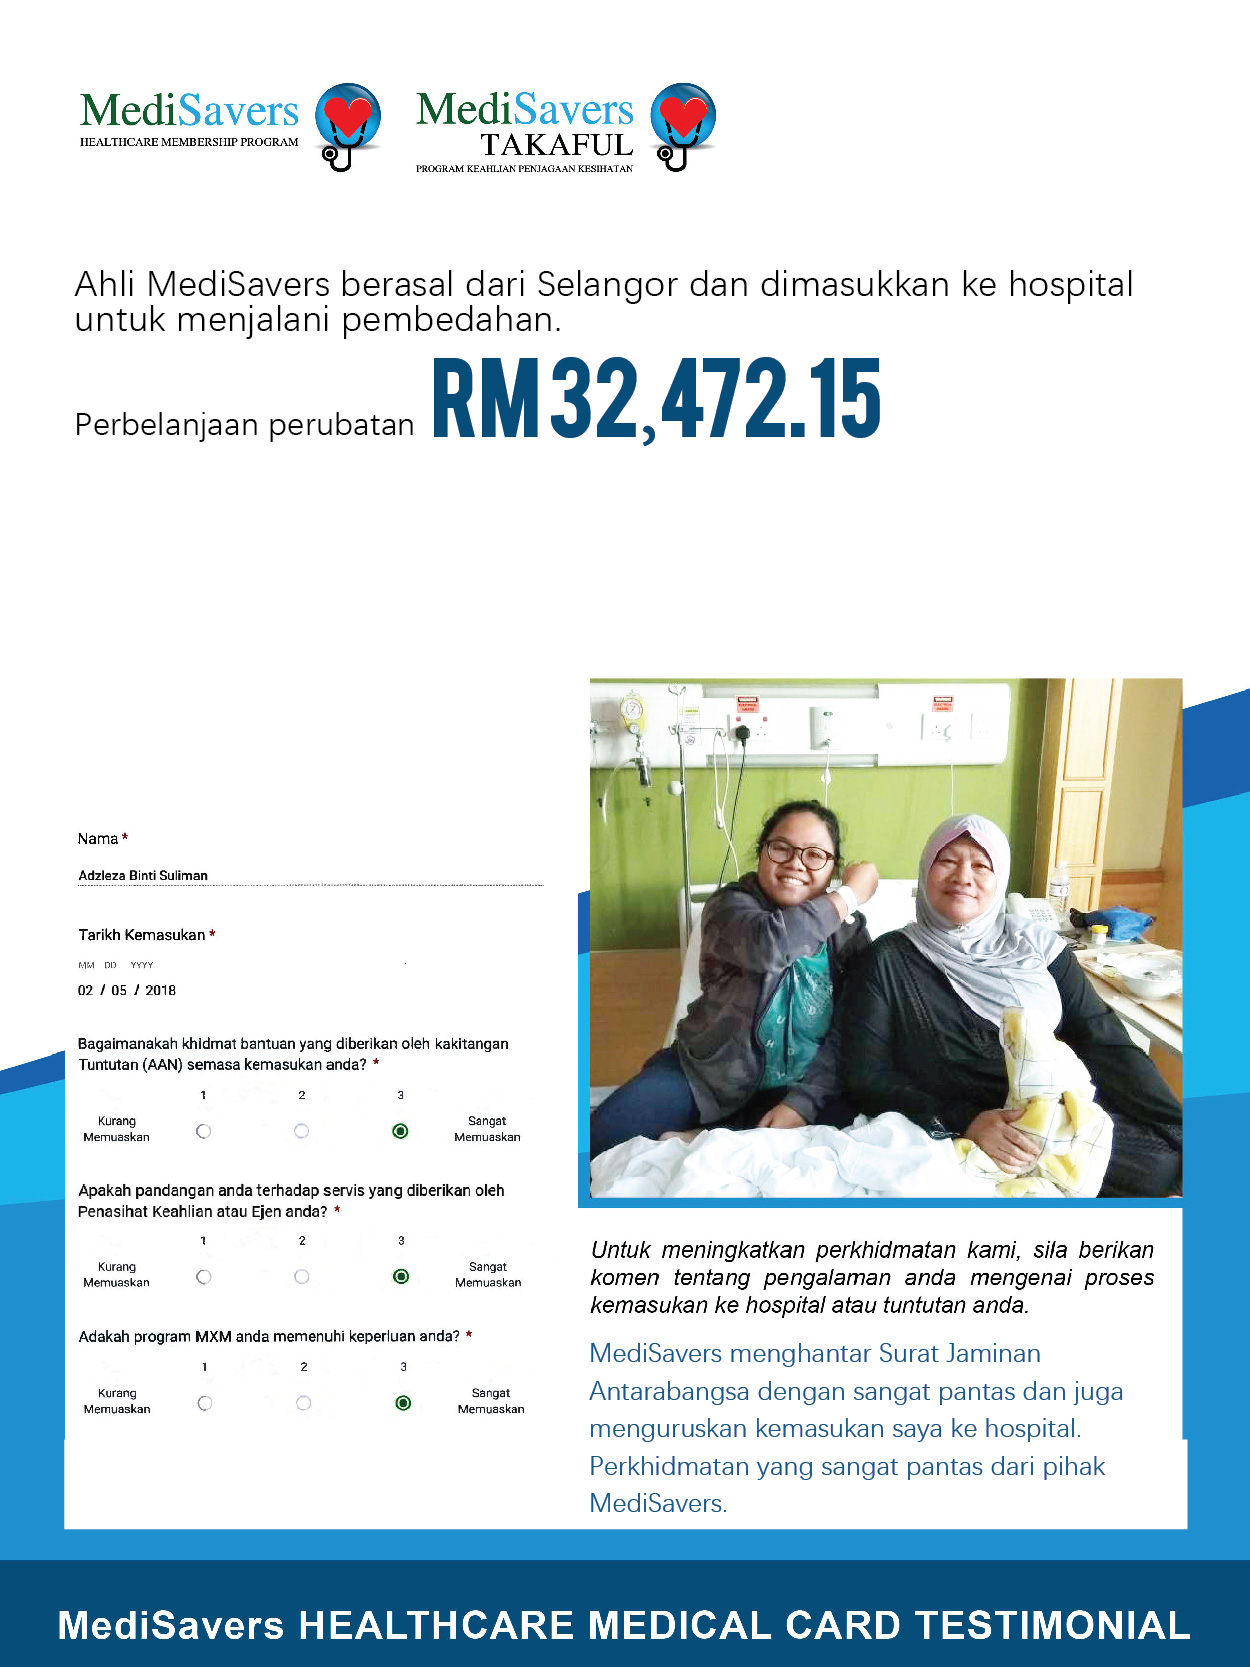 MediSavers
HEALTHCARE MEMBERSHIP PROGRAM
MediSavers
TAKAFUL
PROGRAM KEAHLIAN PENJAGAAN KESIHATAN
Ahli MediSavers berasal dari Selangor dan dimasukkan ke hospital
untuk menjalani pembedahan.
Perbelanjaan perubatan RM32,472.15
Nama *
Adzleza Binti Suliman
Tarikh Kemasukan *
MM DD YYYY
02 / 05 / 2018
Bagaimanakah khidmat bantuan yang diberikan oleh kakitangan
Tuntutan (AAN) semasa kemasukan anda? *
1 2 3
Kurang Memuaskan
Sangat Memuaskan
Apakah pandangan anda terhadap servis yang diberikan oleh
Penasihat Keahlian atau Ejen anda? *
1 2 3
Kurang Memuaskan
Sangat Memuaskan
Adakah program MXM anda memenuhi keperluan anda? *
1 2 3
Kurang Memuaskan
Sangat Memuaskan
Untuk meningkatkan perkhidmatan kami, sila berikan
komen tentang pengalaman anda mengenai proses
kemasukan ke hospital atau tuntutan anda.
MediSavers menghantar Surat Jaminan
Antarabangsa dengan sangat pantas dan juga
menguruskan kemasukan saya ke hospital.
Perkhidmatan yang sangat pantas dari pihak
MediSavers.
MediSavers HEALTHCARE MEDICAL CARD TESTIMONIAL